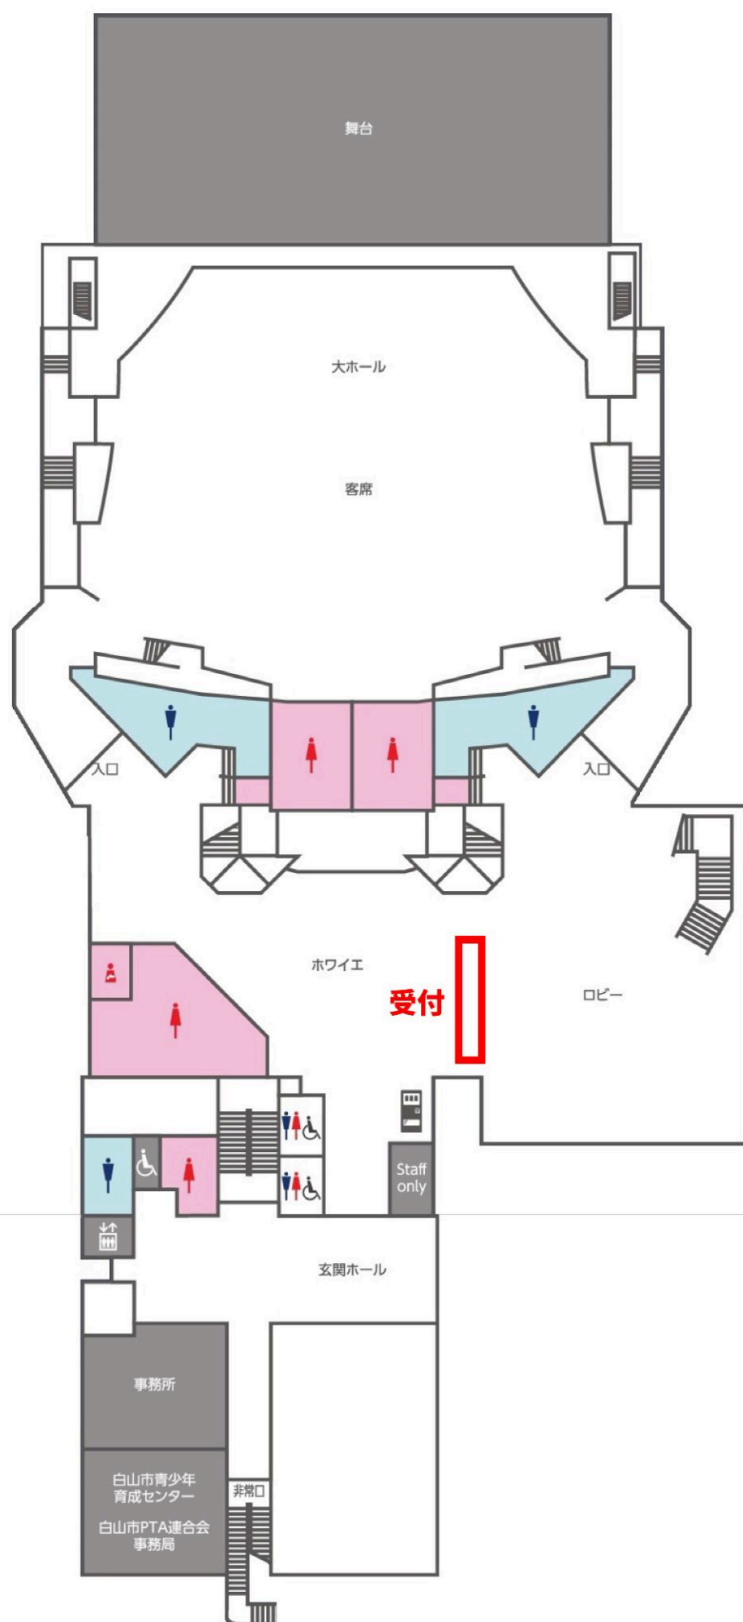 舞台
大ホール
客席
入口
入口
ホワイエ
受付
ロビー
Staff
only
玄関ホール
事務所
白山市青少年
育成センター
白山市PTA連合会
事務局
非常口